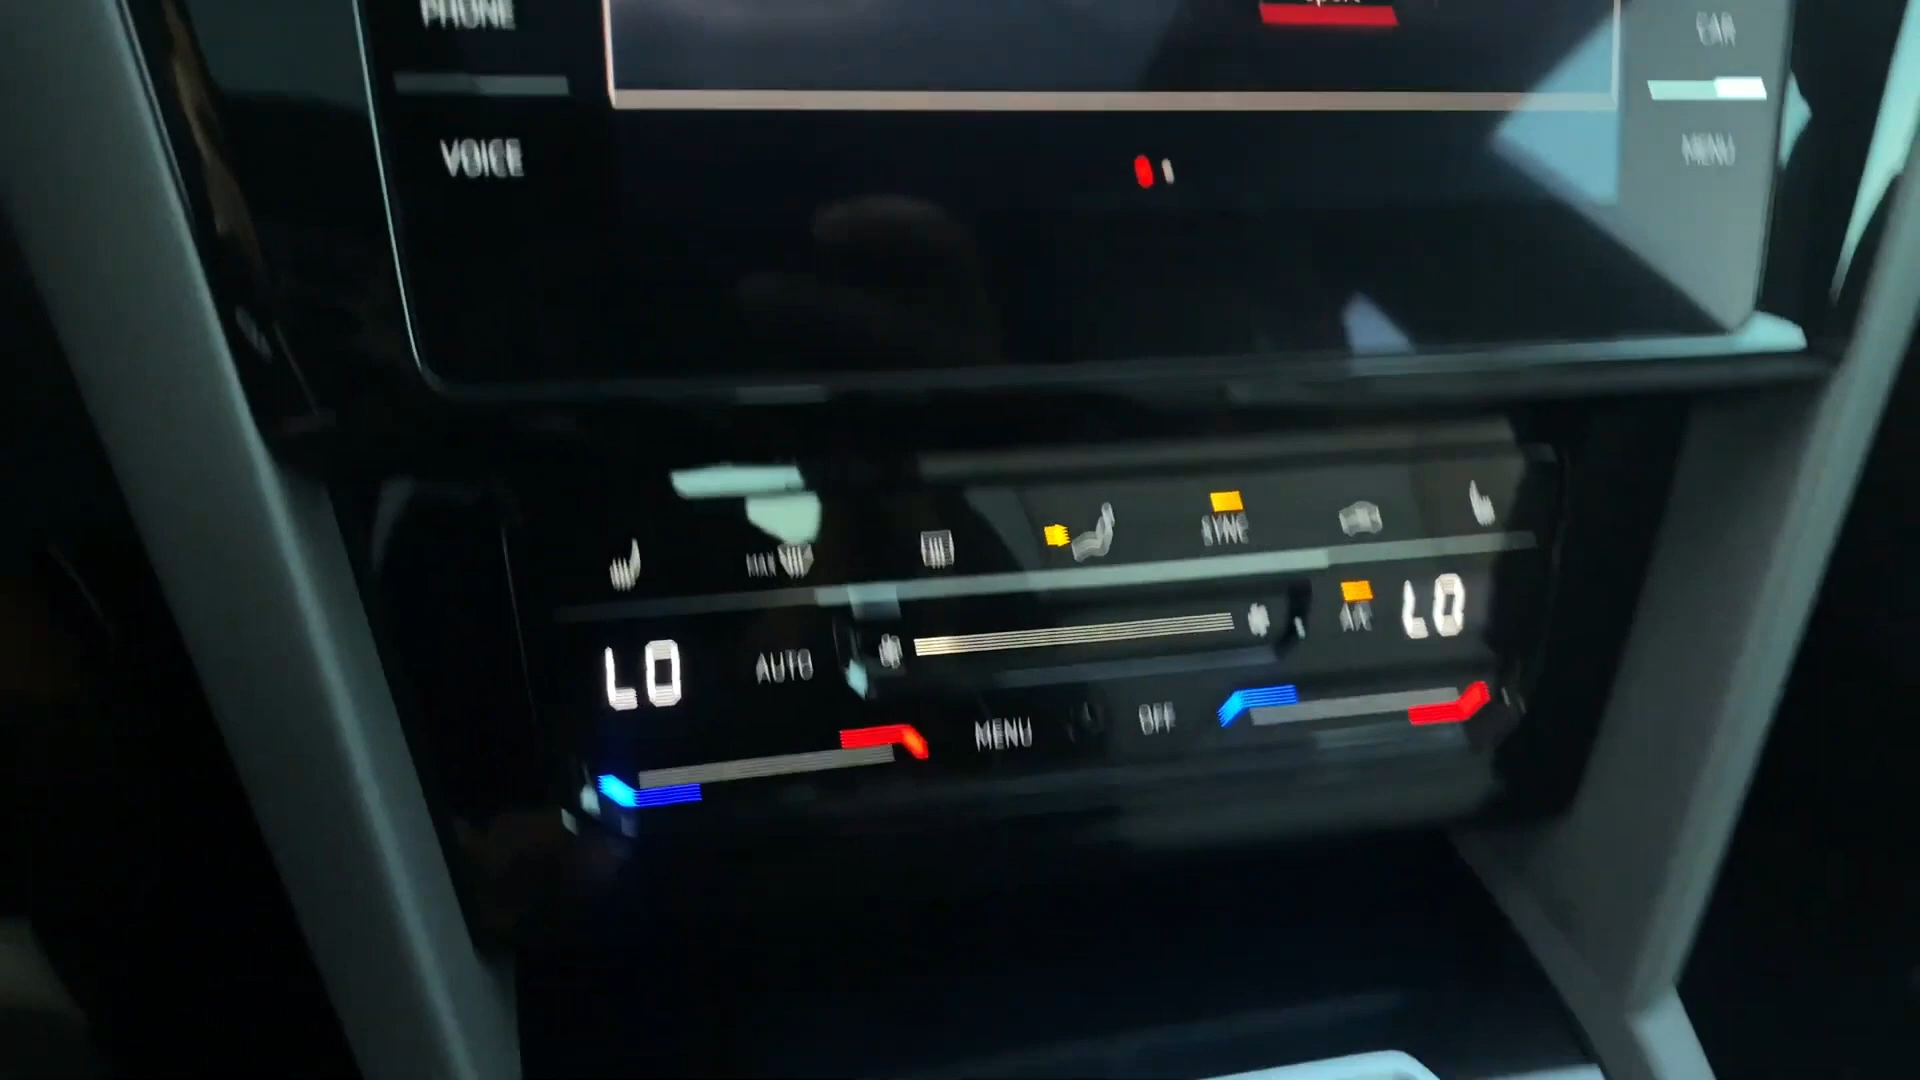 PHONE
CAR
VOICE
MENU
MAX
SYNC
LO
AUTO
A/C
LO
MENU
OFF